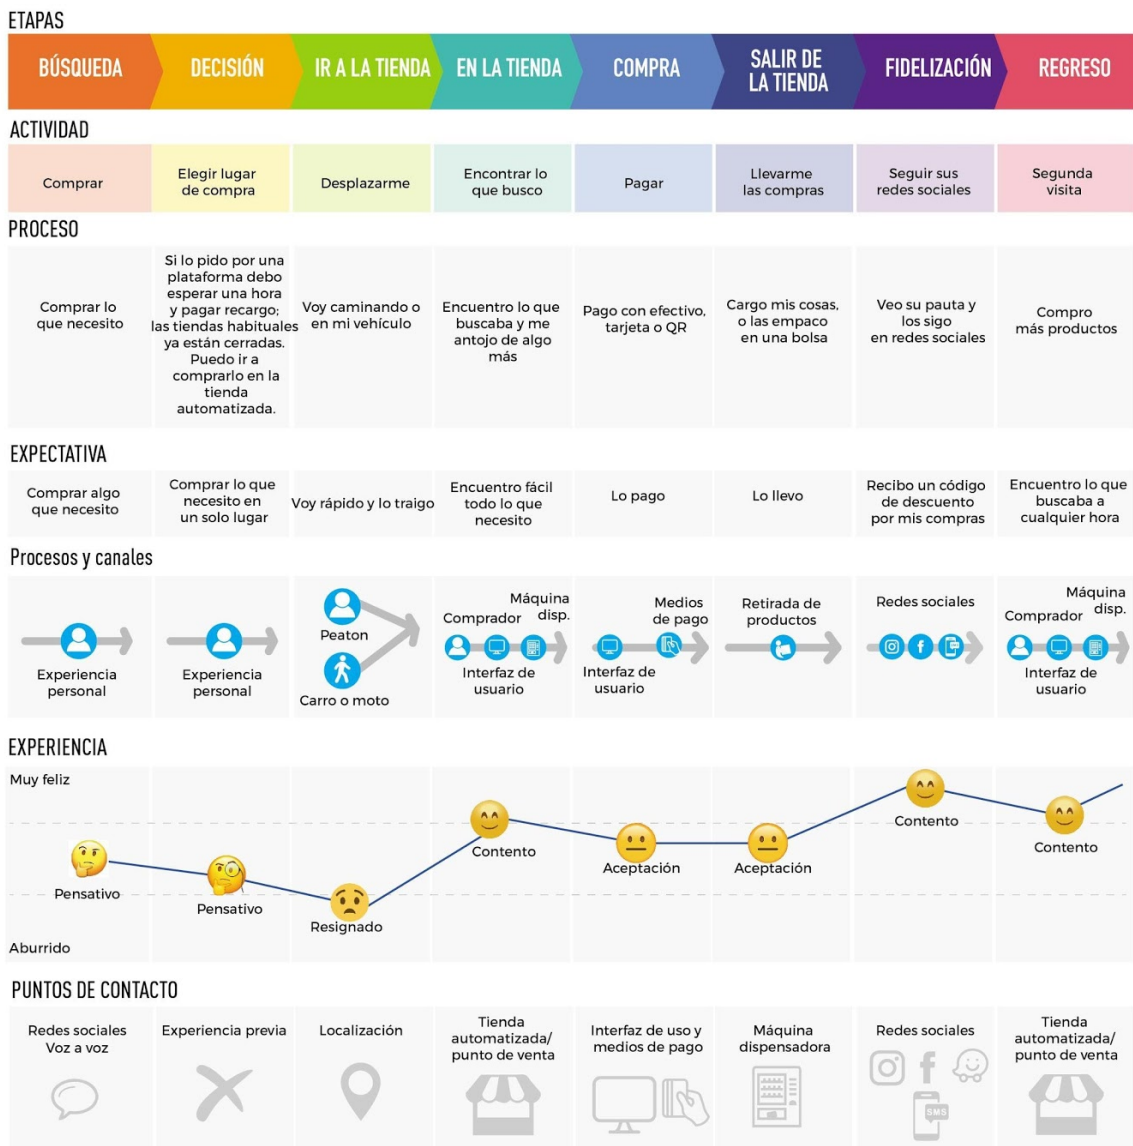 ETAPAS
BÚSQUEDA
DECISIÓN
IR A LA TIENDA
EN LA TIENDA
COMPRA
SALIR DE
LA TIENDA
FIDELIZACIÓN
REGRESO
ACTIVIDAD
Comprar
Elegir lugar
de compra
Desplazarme
Encontrar lo
que busco
Pagar
Llevarme
las compras
Seguir sus
redes sociales
Segunda
visita
PROCESO
Comprar lo
que necesito
Si lo pido por una
plataforma debo
esperar una hora
y pagar recargo;
las tiendas habituales
ya están cerradas.
Puedo ir a
comprarlo en la
tienda
automatizada.
Voy caminando o
en mi vehículo
Encuentro lo que
buscaba y me
antojo de algo
más
Pago con efectivo,
tarjeta o QR
Cargo mis cosas,
o las empaco
en una bolsa
Veo su pauta y
los sigo
en redes sociales
Compro
más productos
EXPECTATIVA
Comprar algo
que necesito
Comprar lo que
necesito en
un solo lugar
Voy rápido y lo traigo
Encuentro fácil
todo lo que
necesito
Lo pago
Lo llevo
Recibo un código
de descuento
por mis compras
Encuentro lo que
buscaba a
cualquier hora
Procesos y canales
Experiencia
personal
Experiencia
personal
Peaton
Carro o moto
Máquina
disp.
Comprador
Interfaz de
usuario
Medios
de pago
Interfaz de
usuario
Retirada de
productos
Redes sociales
Máquina
disp.
Comprador
Interfaz de
usuario
EXPERIENCIA
Muy feliz
Pensativo
Pensativo
Resignado
Contento
Aceptación
Aceptación
Contento
Contento
Aburrido
PUNTOS DE CONTACTO
Redes sociales
Voz a voz
Experiencia previa
Localización
Tienda
automatizada/
punto de venta
Interfaz de uso y
medios de pago
Máquina
dispensadora
Redes sociales
SMS
Tienda
automatizada/
punto de venta